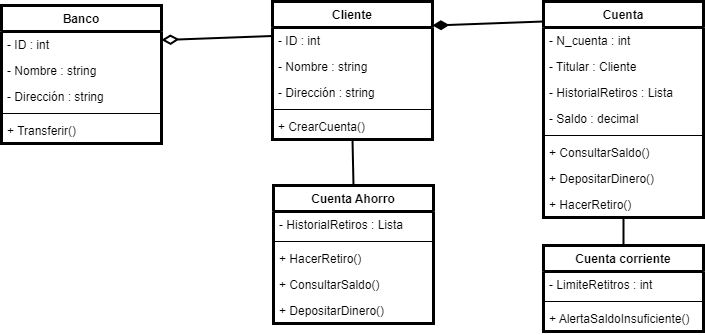 Banco
- ID : int
- Nombre : string
- Dirección : string
+ Transferir()
Cliente
- ID : int
- Nombre : string
- Dirección : string
+ CrearCuenta()
Cuenta
- N_cuenta : int
- Titular : Cliente
- HistorialRetiros : Lista
- Saldo : decimal
+ ConsultarSaldo()
+ DepositarDinero()
+ HacerRetiro()
Cuenta Ahorro
- HistorialRetiros : Lista
+ HacerRetiro()
+ ConsultarSaldo()
+ DepositarDinero()
Cuenta corriente
- LimiteRetitros : int
+ AlertaSaldoInsuficiente()